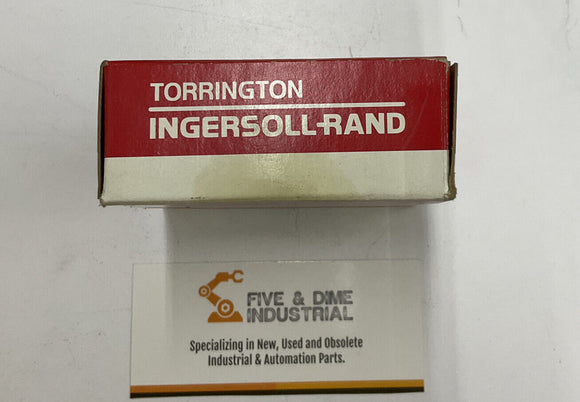 TORRINGTON
INGERSOLL-RAND
FIVE & DIME
INDUSTRIAL
Specializing in New, Used and Obsolete
Industrial & Automation Parts.